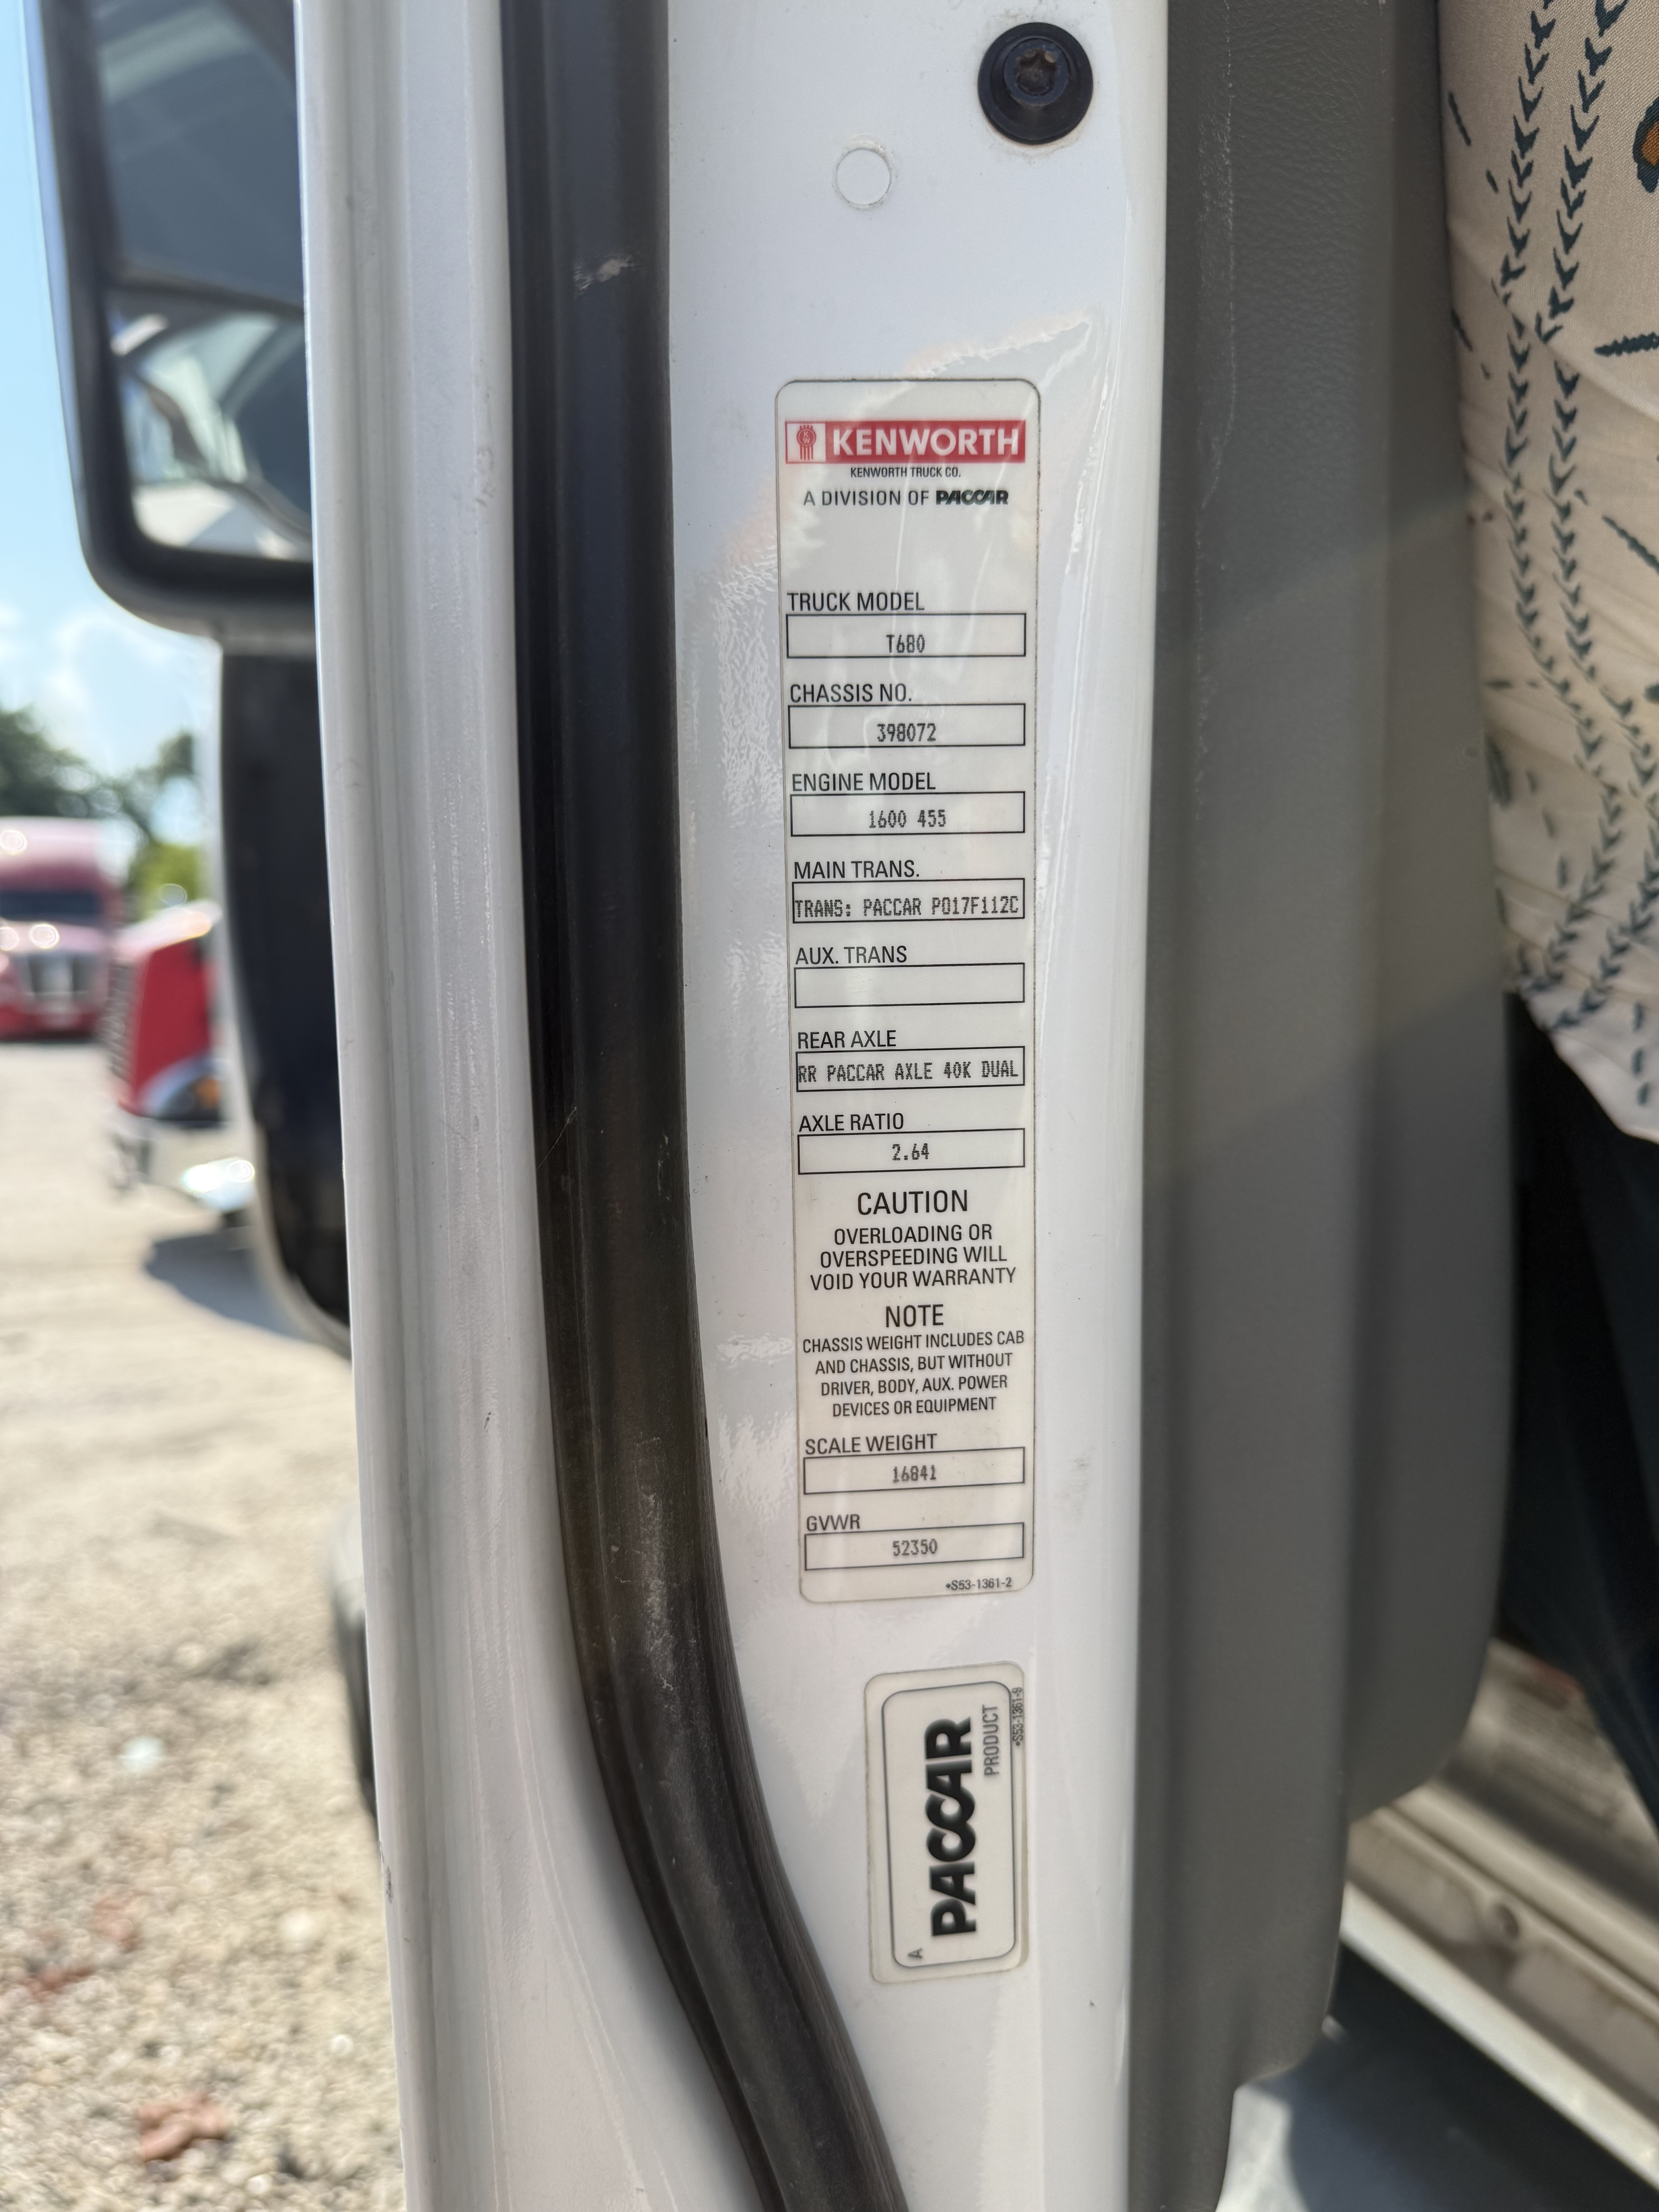 KENWORTH
KENWORTH TRUCK CO.
A DIVISION OF PACCAR
TRUCK MODEL
T680
CHASSIS NO.
398072
ENGINE MODEL
1600 455
MAIN TRANS.
TRANS: PACCAR PO17F112C
AUX. TRANS
REAR AXLE
RR PACCAR AXLE 40K DUAL
AXLE RATIO
2.64
CAUTION
OVERLOADING OR
OVERSPEEDING WILL
VOID YOUR WARRANTY
NOTE
CHASSIS WEIGHT INCLUDES CAB
AND CHASSIS, BUT WITHOUT
DRIVER, BODY, AUX. POWER
DEVICES OR EQUIPMENT
SCALE WEIGHT
16841
GVWR
52350
*S53-1361-2
A
PACCAR
PRODUCT
*S53-1361-9